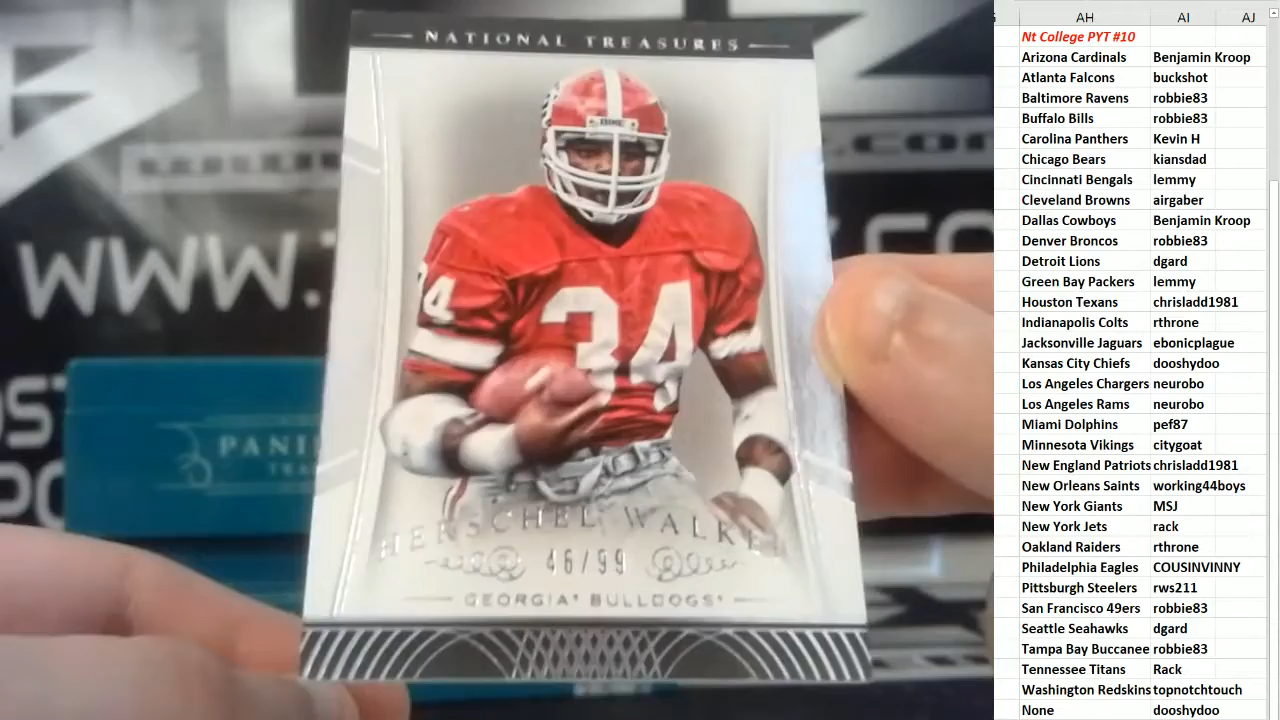 NATIONAL TREASURES
BIKE
34
34
HERSCHEL WALKER
46/99
GEORGIA BULLDOGS
WWW.
.COM
PANINI
AH AI AJ
Nt College PYT #10
Arizona Cardinals Benjamin Kroop
Atlanta Falcons buckshot
Baltimore Ravens robbie83
Buffalo Bills robbie83
Carolina Panthers Kevin H
Chicago Bears kiansdad
Cincinnati Bengals lemmy
Cleveland Browns airgaber
Dallas Cowboys Benjamin Kroop
Denver Broncos robbie83
Detroit Lions dgard
Green Bay Packers lemmy
Houston Texans chrisladd1981
Indianapolis Colts rthrone
Jacksonville Jaguars ebonicplague
Kansas City Chiefs dooshydoo
Los Angeles Chargers neurobo
Los Angeles Rams neurobo
Miami Dolphins pef87
Minnesota Vikings citygoat
New England Patriots chrisladd1981
New Orleans Saints working44boys
New York Giants MSJ
New York Jets rack
Oakland Raiders rthrone
Philadelphia Eagles COUSINVINNY
Pittsburgh Steelers rws211
San Francisco 49ers robbie83
Seattle Seahawks dgard
Tampa Bay Buccanee robbie83
Tennessee Titans Rack
Washington Redskins topnotchtouch
None dooshydoo